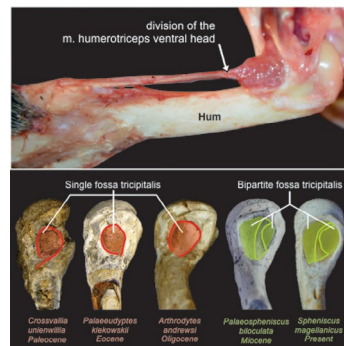 division of the
m. humerotriceps ventral head
Hum
Single fossa tricipitalis
Bipartite fossa tricipitalis
Crossvallia
unienwillia
Paleocene
Palaeeudyptes
klekowskii
Eocene
Arthrodytes
andrewsi
Oligocene
Palaeospheniscus
biloculata
Miocene
Spheniscus
magellanicus
Present